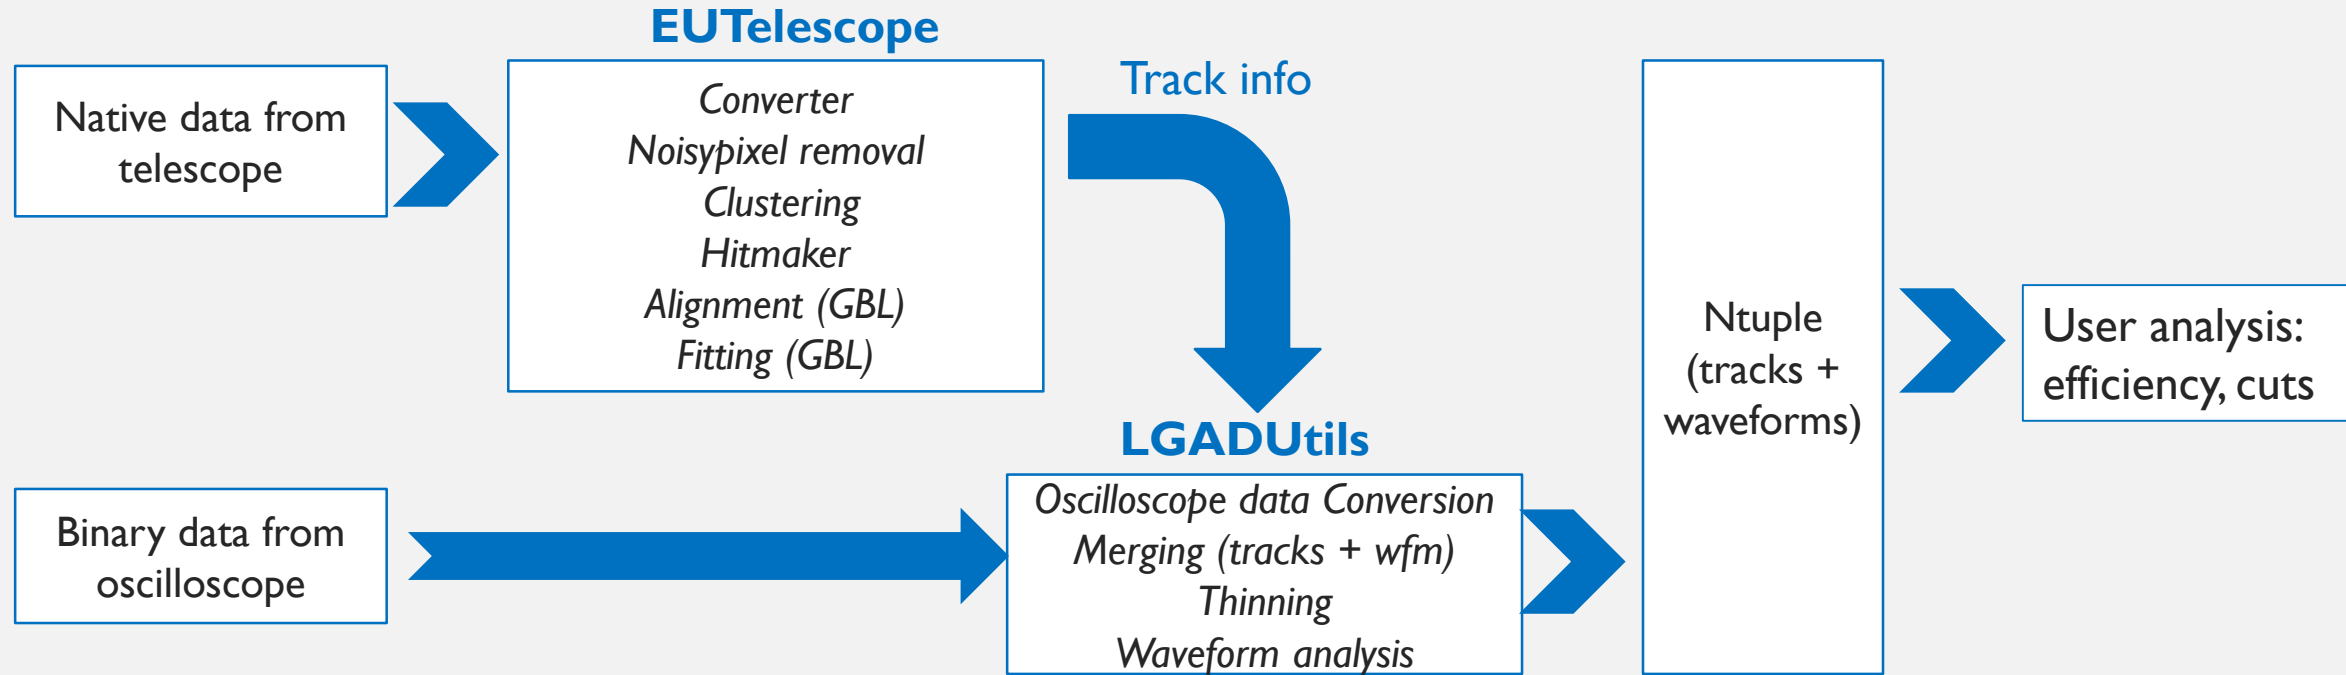 EUTelescope
Native data from
telescope
Converter
Noisypixel removal
Clustering
Hitmaker
Alignment (GBL)
Fitting (GBL)
Track info
LGADUtils
Binary data from
oscilloscope
Oscilloscope data Conversion
Merging (tracks + wfm)
Thinning
Waveform analysis
Ntuple
(tracks +
waveforms)
User analysis:
efficiency, cuts